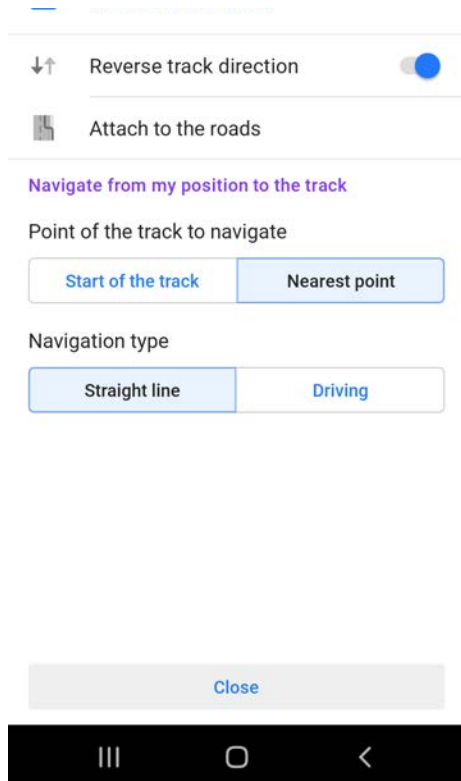 Reverse track direction
Attach to the roads
Navigate from my position to the track
Point of the track to navigate
Start of the track
Nearest point
Navigation type
Straight line
Driving
Close